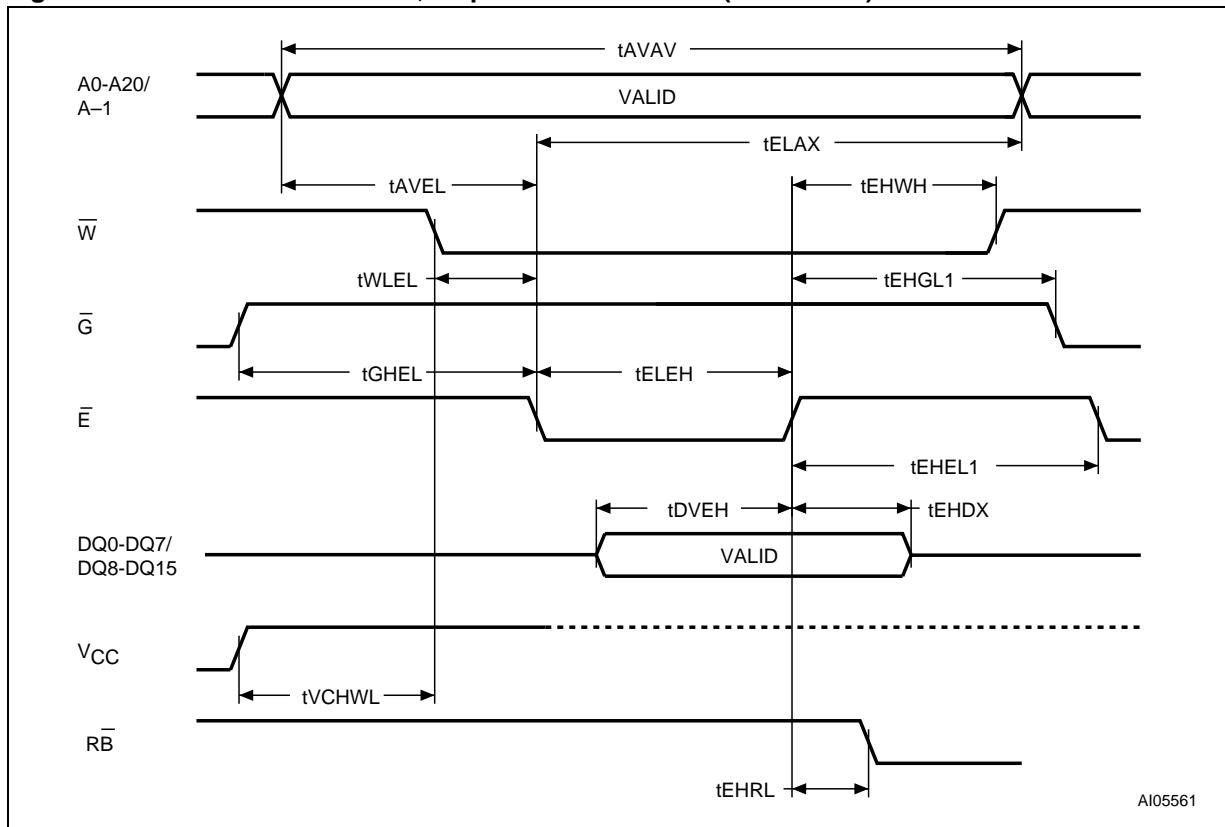 tAVAV
A0-A20/
A–1
VALID
tELAX
tAVEL
tEHWH
W
tWLEL
tEHGL1
G
tGHEL
tELEH
E
tEHEL1
tDVEH
tEHDX
DQ0-DQ7/
DQ8-DQ15
VALID
VCC
tVCHWL
RB
tEHRL
AI05561